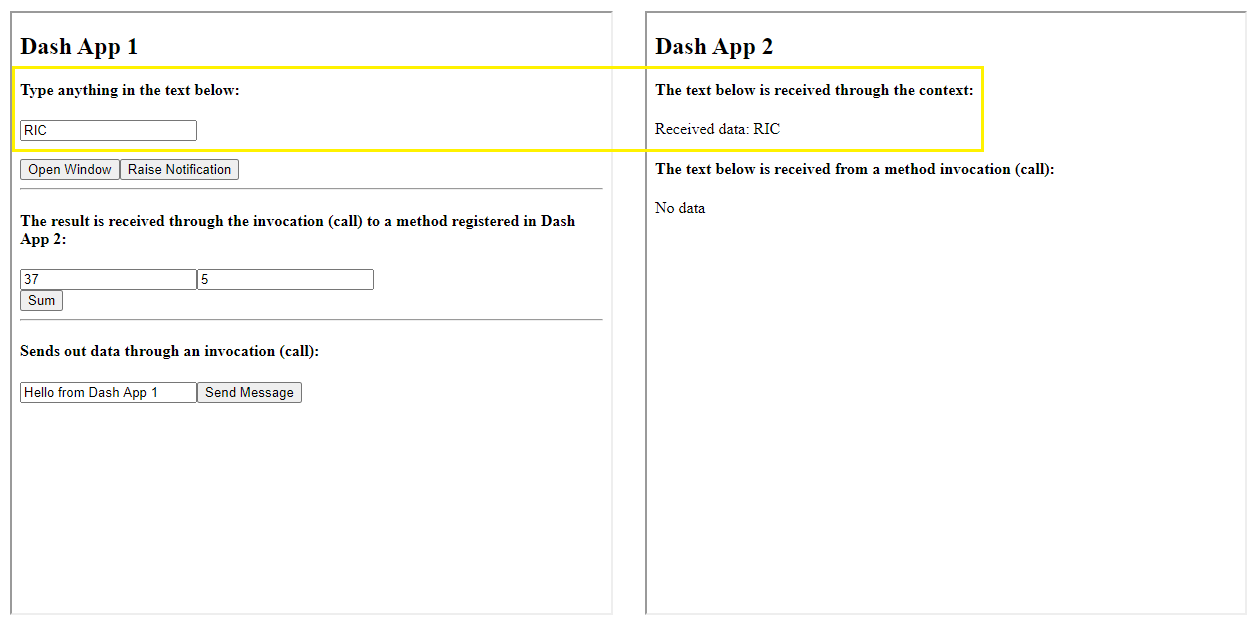 Dash App 1
Type anything in the text below:
RIC
Open Window Raise Notification
The result is received through the invocation (call) to a method registered in Dash
App 2:
37 5
Sum
Sends out data through an invocation (call):
Hello from Dash App 1 Send Message
Dash App 2
The text below is received through the context:
Received data: RIC
The text below is received from a method invocation (call):
No data